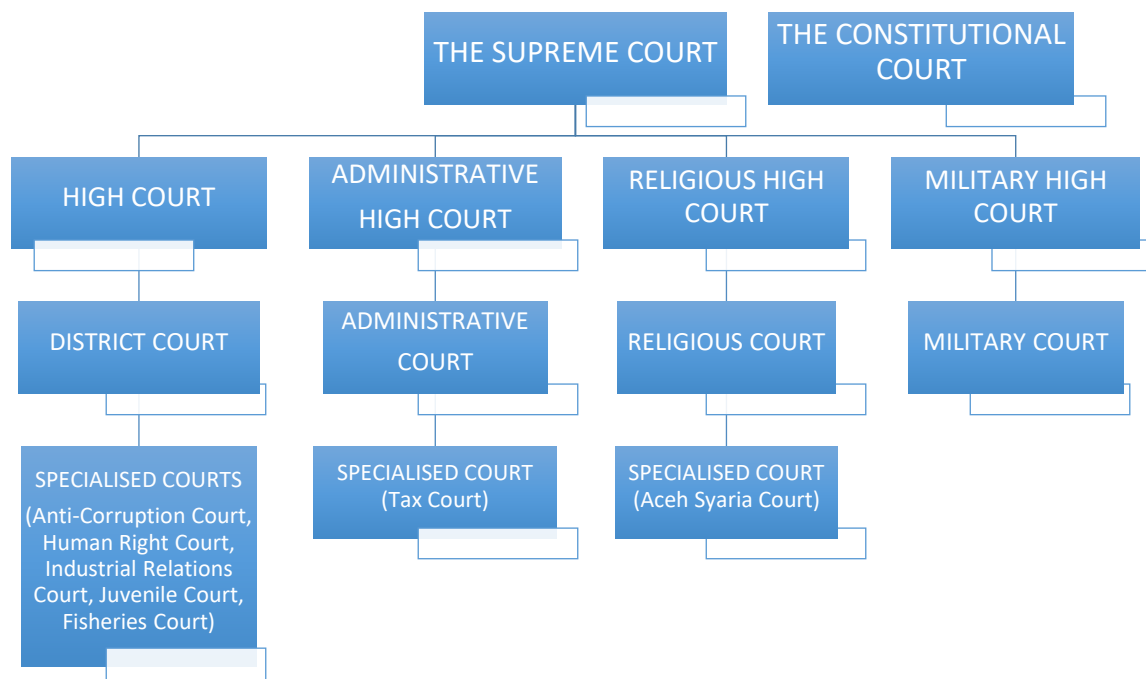 THE SUPREME COURT
THE CONSTITUTIONAL
COURT
HIGH COURT
ADMINISTRATIVE
HIGH COURT
RELIGIOUS HIGH
COURT
MILITARY HIGH
COURT
DISTRICT COURT
ADMINISTRATIVE
COURT
RELIGIOUS COURT
MILITARY COURT
SPECIALISED COURTS
(Anti-Corruption Court,
Human Right Court,
Industrial Relations
Court, Juvenile Court,
Fisheries Court)
SPECIALISED COURT
(Tax Court)
SPECIALISED COURT
(Aceh Syaria Court)